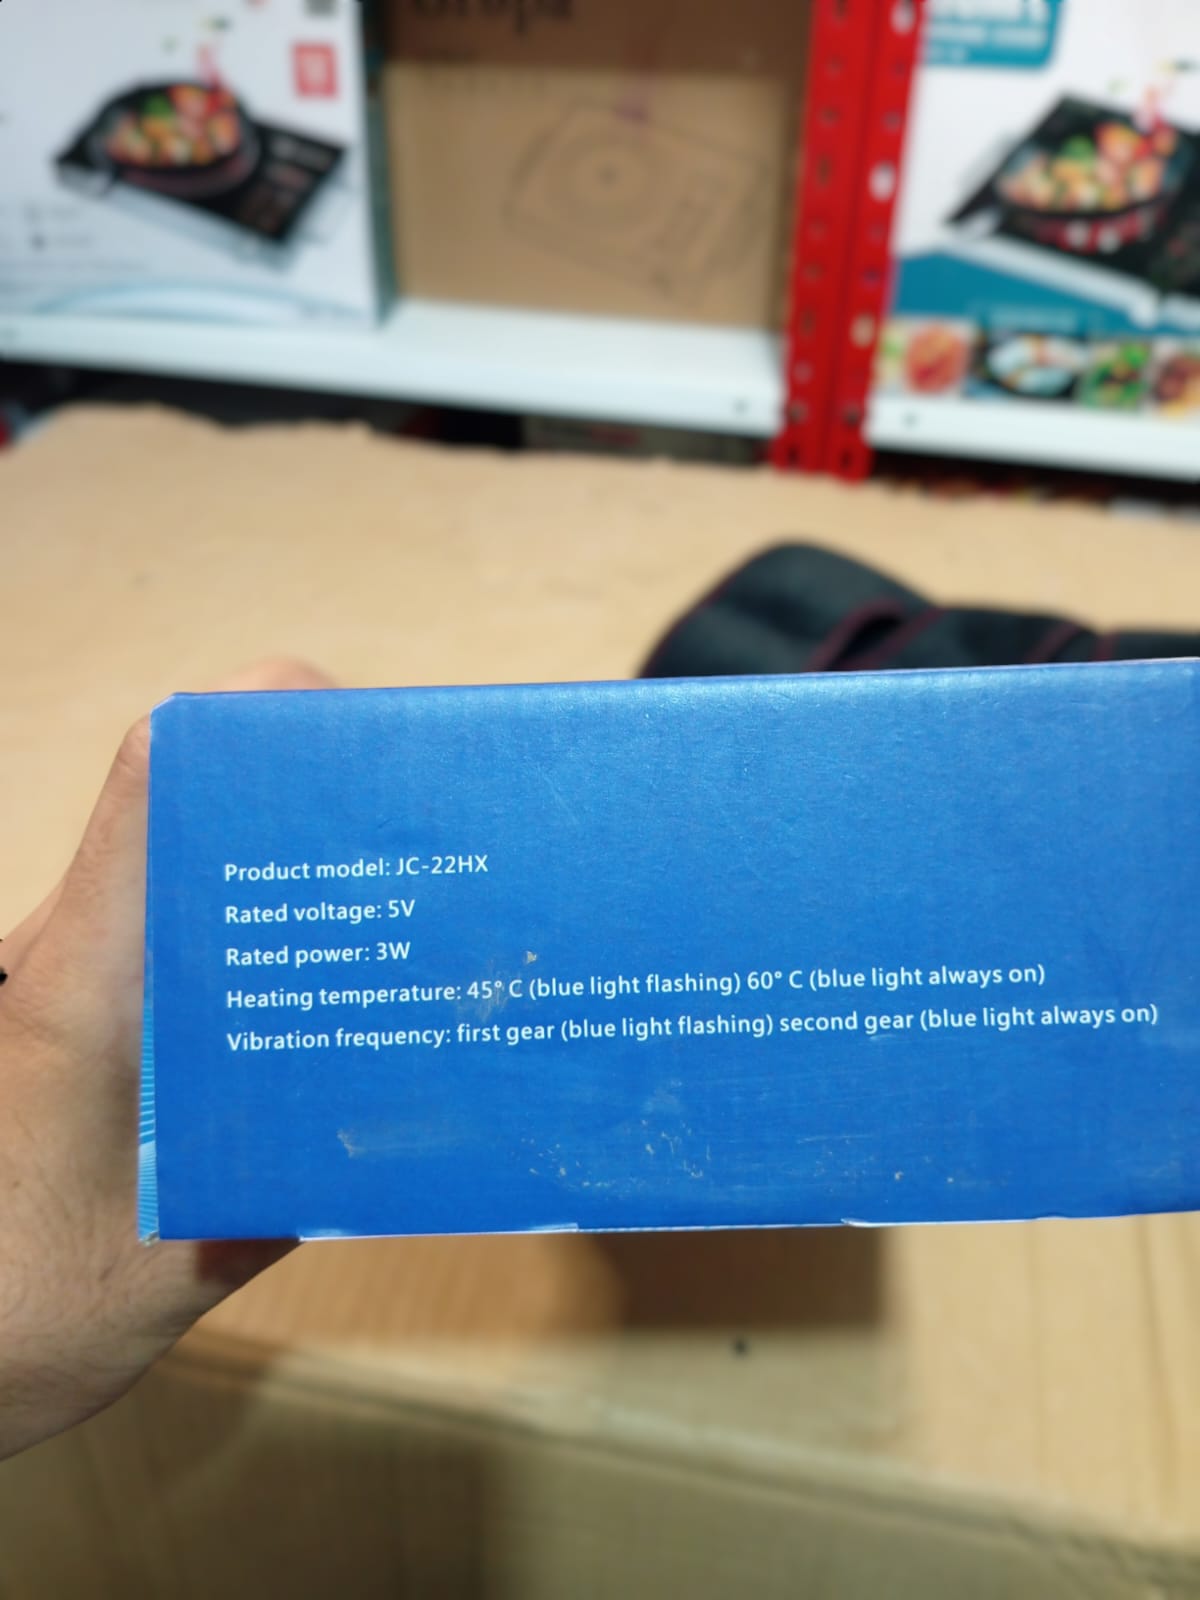 Product model: JC-22HX
Rated voltage: 5V
Rated power: 3W
Heating temperature: 45° C (blue light flashing) 60° C (blue light always on)
Vibration frequency: first gear (blue light flashing) second gear (blue light always on)